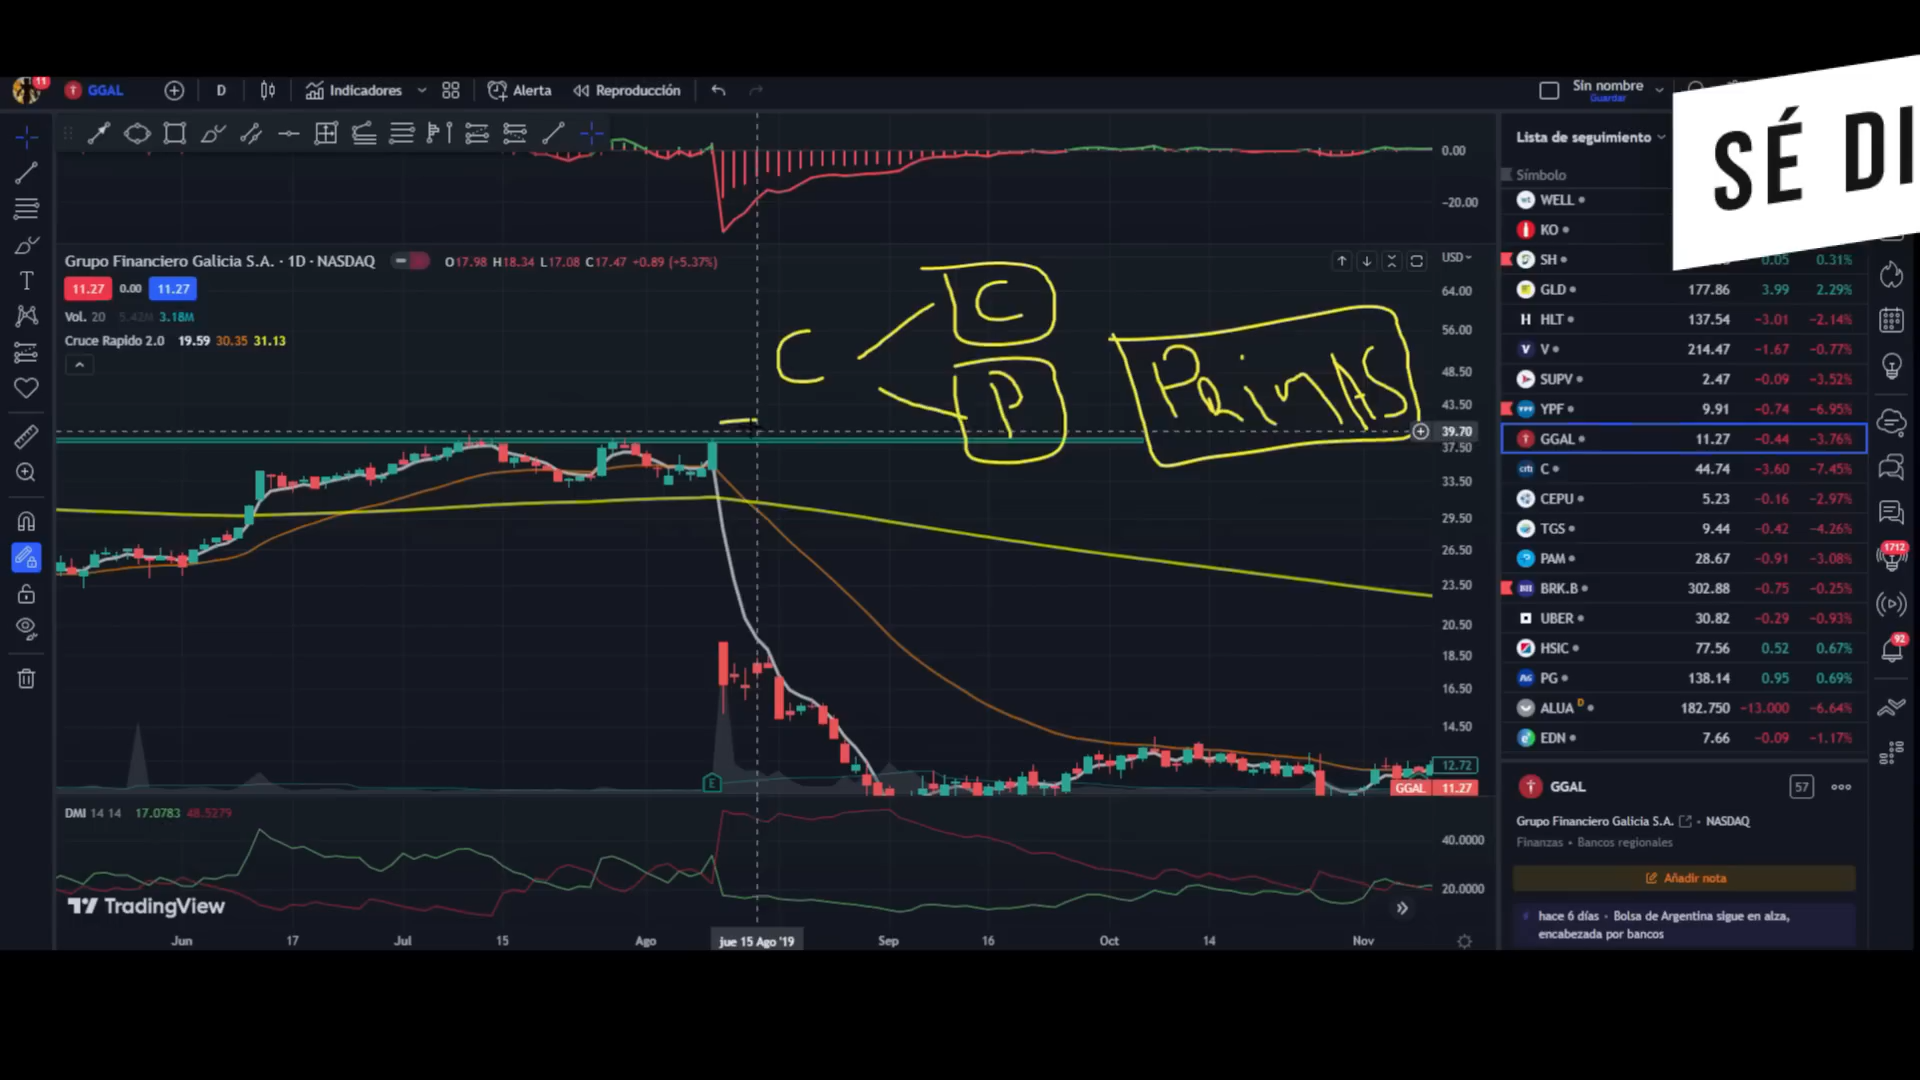 11 GGAL D Indicadores Alerta Reproducción Sin nombre
Guardar
SÉ DI
Lista de seguimiento
Símbolo
0.00
-20.00
Grupo Financiero Galicia S.A. · 1D · NASDAQ O17.98 H18.34 L17.08 C17.47 -0.89 (-5.37%)
USD
11.27 0.00 11.27
Vol. 20 5.42M 3.18M
Cruce Rapido 2.0 19.59 30.35 31.13
C
C
P
PRimAS
64.00
56.00
48.50
43.50
39.70
37.50
33.50
29.50
26.50
23.50
20.50
18.50
16.50
14.50
12.72
GGAL 11.27
E
WELL
KO
SH 0.05 0.31%
GLD 177.86 3.99 2.29%
HLT 137.54 -3.01 -2.14%
V 214.47 -1.67 -0.77%
SUPV 2.47 -0.09 -3.52%
YPF 9.91 -0.74 -6.95%
GGAL 11.27 -0.44 -3.76%
C 44.74 -3.60 -7.45%
CEPU 5.23 -0.16 -2.97%
TGS 9.44 -0.42 -4.26%
PAM 28.67 -0.91 -3.08%
BRK.B 302.88 -0.75 -0.25%
UBER 30.82 -0.29 -0.93%
HSIC 77.56 0.52 0.67%
PG 138.14 0.95 0.69%
ALUA D 182.750 -13.000 -6.64%
EDN 7.66 -0.09 -1.17%
1712
92
DMI 14 14 17.0783 48.5279
40.0000
20.0000
TradingView
Jun 17 Jul 15 Ago jue 15 Ago '19 Sep 16 Oct 14 Nov
GGAL 57
Grupo Financiero Galicia S.A. • NASDAQ
Finanzas • Bancos regionales
Añadir nota
hace 6 días • Bolsa de Argentina sigue en alza,
encabezada por bancos